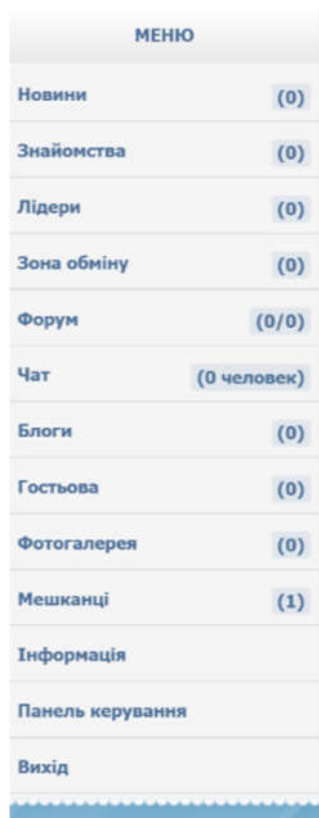 МЕНЮ
Новини (0)
Знайомства (0)
Лідери (0)
Зона обміну (0)
Форум (0/0)
Чат (0 человек)
Блоги (0)
Гостьова (0)
Фотогалерея (0)
Мешканці (1)
Інформація
Панель керування
Вихід